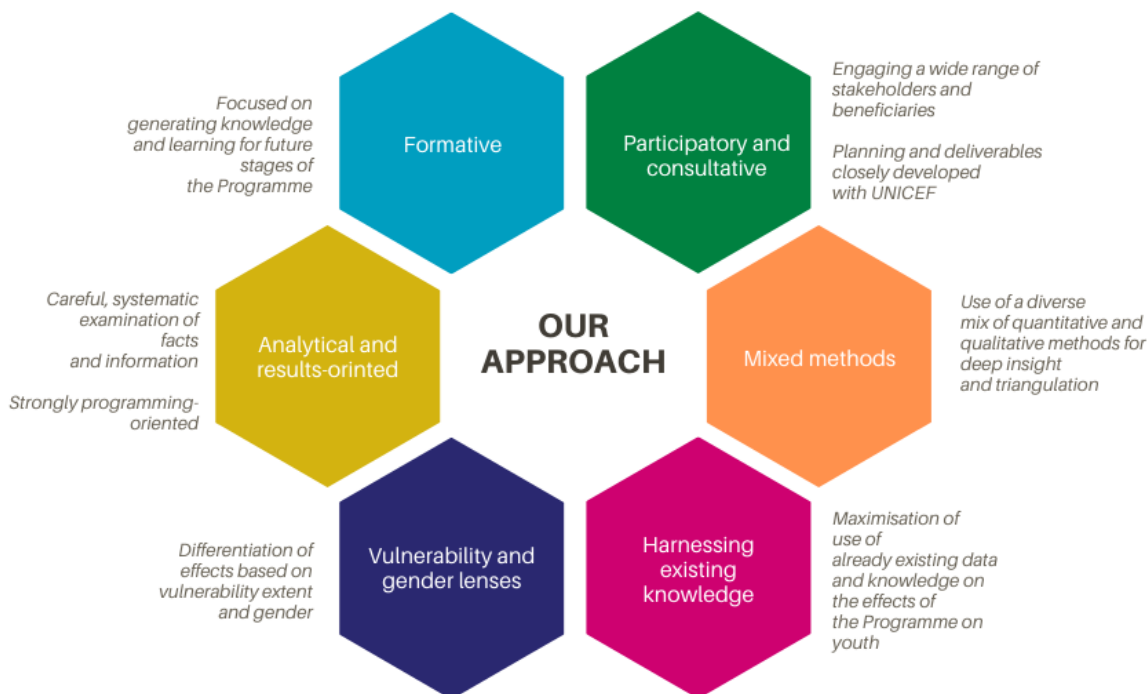 Focused on
generating knowledge
and learning for future
stages of
the Programme
Formative
Participatory and
consultative
Engaging a wide range of
stakeholders and
beneficiaries
Planning and deliverables
closely developed
with UNICEF
Careful, systematic
examination of
facts
and information
Strongly programming-
oriented
Analytical and
results-orinted
OUR
APPROACH
Mixed methods
Use of a diverse
mix of quantitative and
qualitative methods for
deep insight
and triangulation
Differentiation of
effects based on
vulnerability extent
and gender
Vulnerability and
gender lenses
Harnessing
existing
knowledge
Maximisation of
use of
already existing data
and knowledge on
the effects of
the Programme on
youth